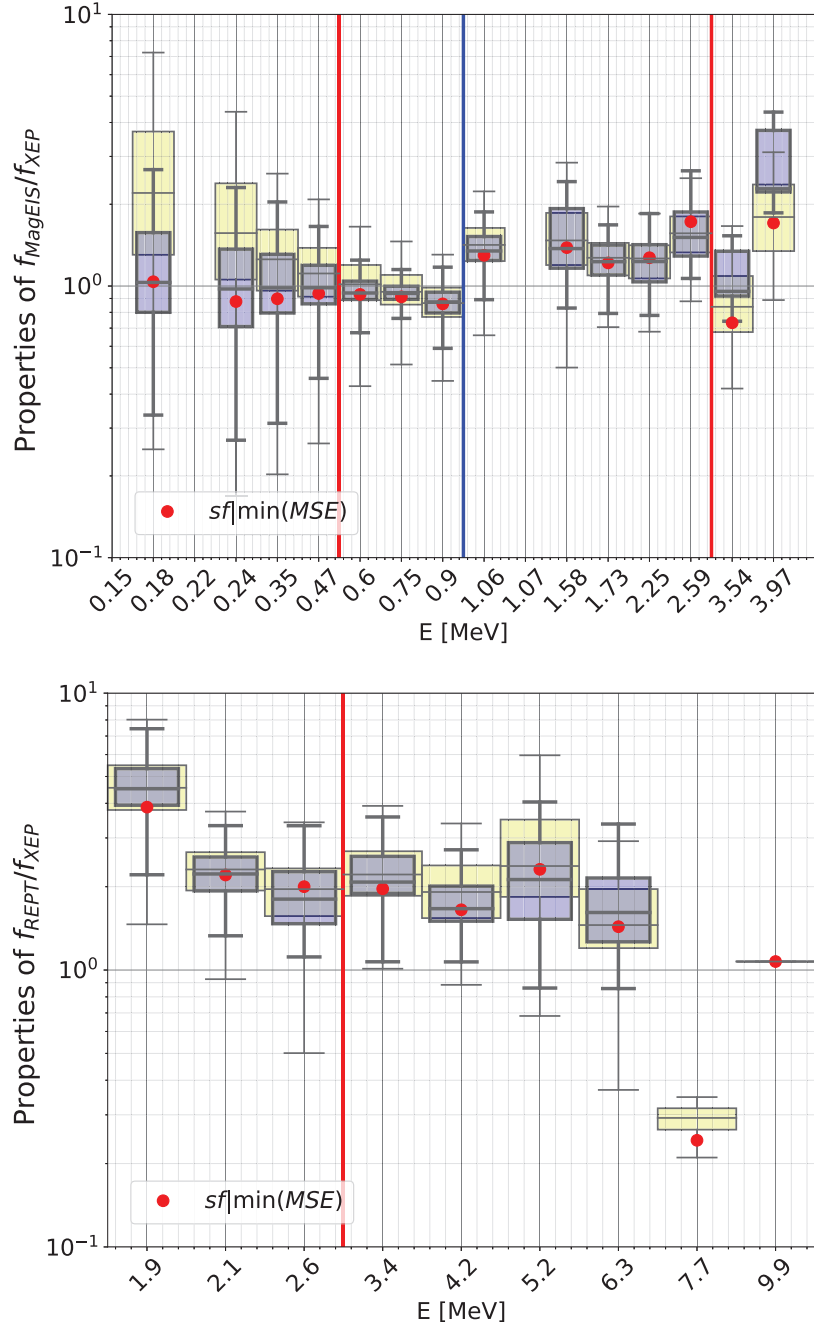 Properties of f_MagEIS/f_XEP
10^1
10^0
10^-1
sf|min(MSE)
0.15 0.18 0.22 0.24 0.35 0.47 0.6 0.75 0.9 1.06 1.07 1.58 1.73 2.25 2.59 3.54 3.97
E [MeV]
Properties of f_REPT/f_XEP
10^1
10^0
10^-1
sf|min(MSE)
1.9 2.1 2.6 3.4 4.2 5.2 6.3 7.7 9.9
E [MeV]